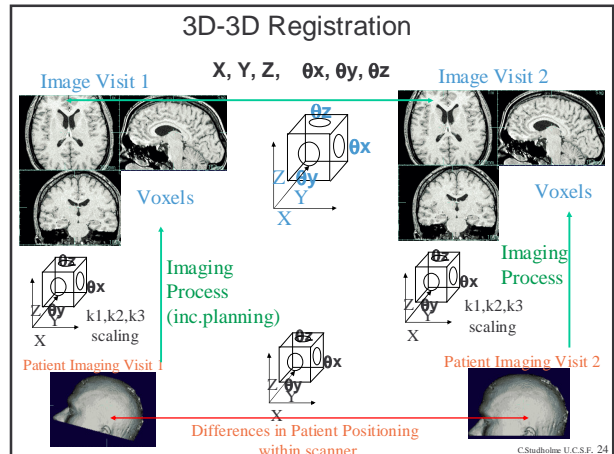 3D-3D Registration
Image Visit 1
X, Y, Z, θx, θy, θz
Image Visit 2
θz
θx
θy
Z
Y
X
Voxels
Voxels
θz
θx
θy
Z
Y
X
k1,k2,k3
scaling
Imaging
Process
(inc.planning)
θz
θx
θy
Z
Y
X
k1,k2,k3
scaling
Imaging
Process
Patient Imaging Visit 1
θz
θx
θy
Z
Y
X
Patient Imaging Visit 2
Differences in Patient Positioning
within scanner
C.Studholme U.C.S.F. 24